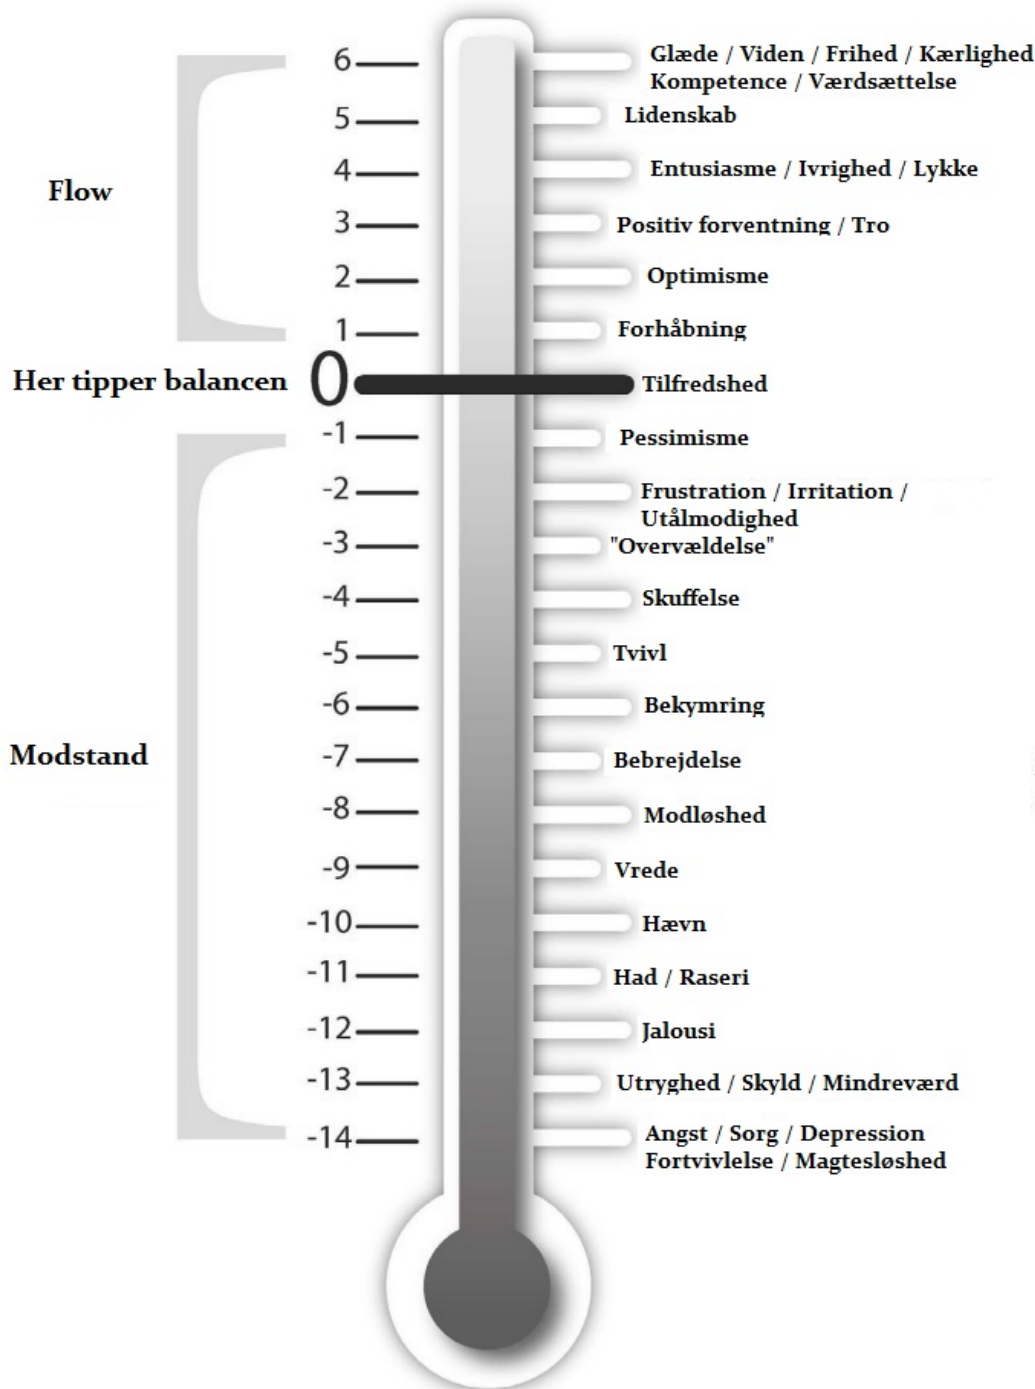 6 Glæde / Viden / Frihed / Kærlighed
Kompetence / Værdsættelse
5 Lidenskab
4 Entusiasme / Ivrighed / Lykke
Flow
3 Positiv forventning / Tro
2 Optimisme
1 Forhåbning
Her tipper balancen 0 Tilfredshed
-1 Pessimisme
-2 Frustration / Irritation /
Utålmodighed
-3 "Overvældelse"
-4 Skuffelse
-5 Tvivl
-6 Bekymring
Modstand
-7 Bebrejdelse
-8 Modløshed
-9 Vrede
-10 Hævn
-11 Had / Raseri
-12 Jalousi
-13 Utryghed / Skyld / Mindreværd
-14 Angst / Sorg / Depression
Fortvivlelse / Magtesløshed